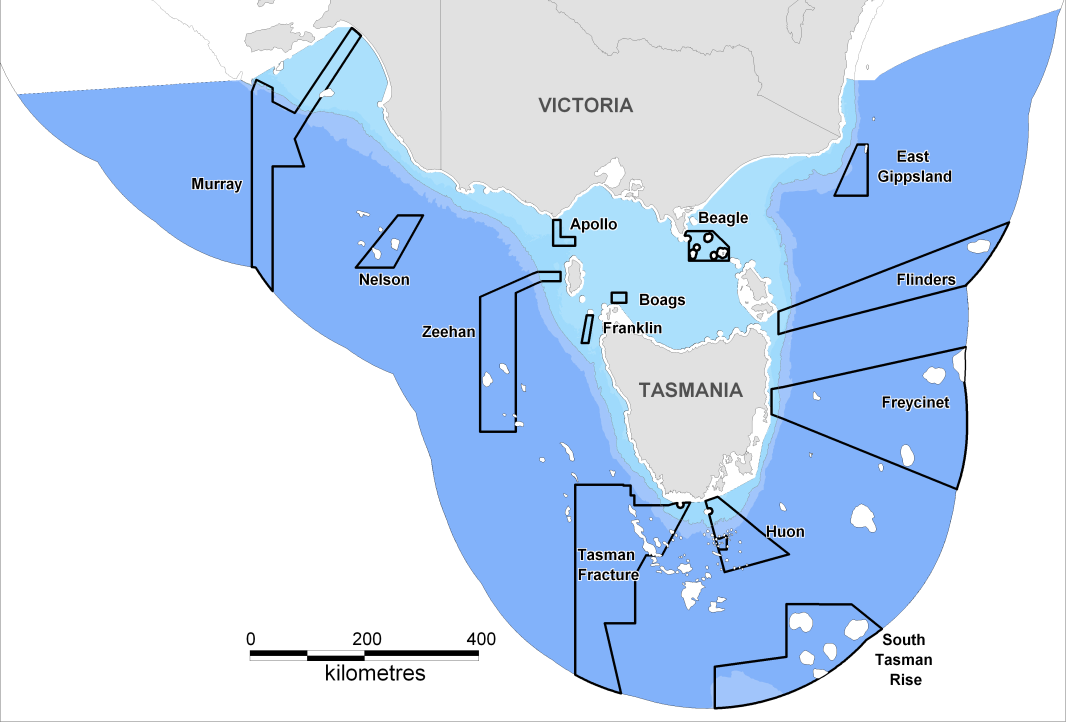 VICTORIA
East
Gippsland
Murray
Apollo
Beagle
Nelson
Flinders
Boags
Zeehan
Franklin
TASMANIA
Freycinet
Huon
Tasman
Fracture
0 200 400
kilometres
South
Tasman
Rise